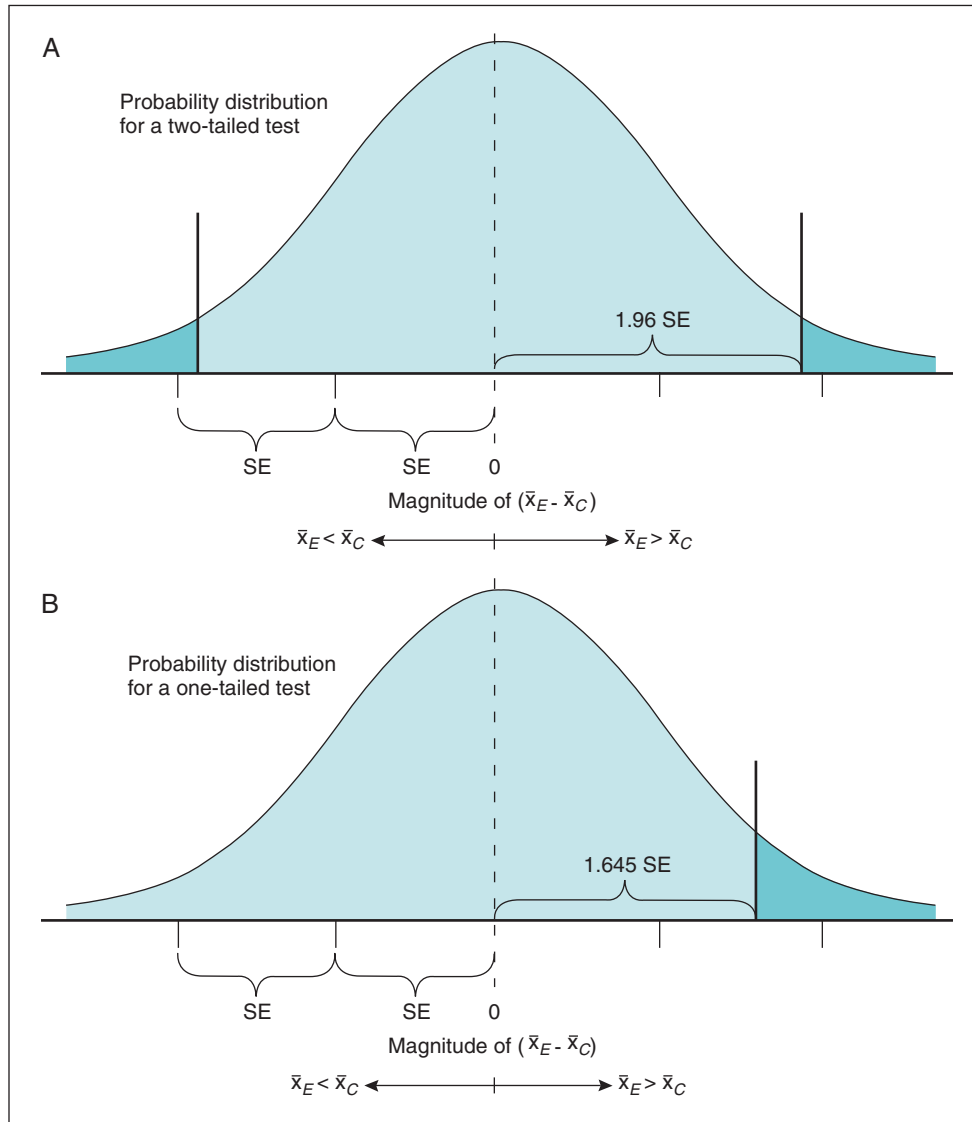 A
Probability distribution
for a two-tailed test
1.96 SE
SE SE 0
Magnitude of (x̄E - x̄C)
x̄E < x̄C x̄E > x̄C
B
Probability distribution
for a one-tailed test
1.645 SE
SE SE 0
Magnitude of (x̄E - x̄C)
x̄E < x̄C x̄E > x̄C